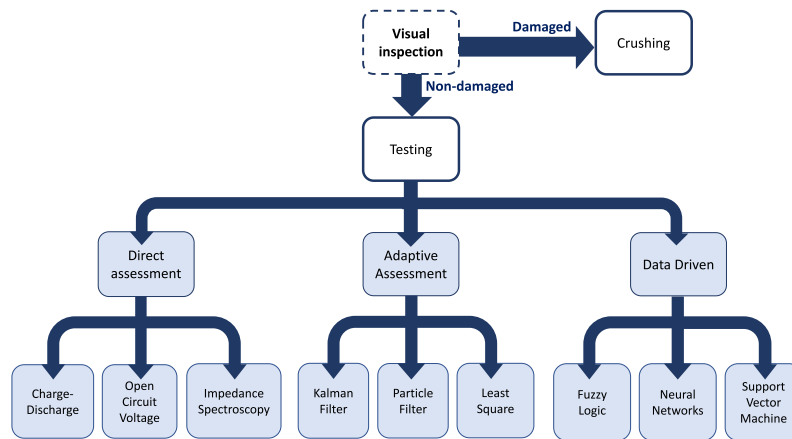 Visual
inspection
Damaged
Crushing
Non-damaged
Testing
Direct
assessment
Adaptive
Assessment
Data Driven
Charge-
Discharge
Open
Circuit
Voltage
Impedance
Spectroscopy
Kalman
Filter
Particle
Filter
Least
Square
Fuzzy
Logic
Neural
Networks
Support
Vector
Machine